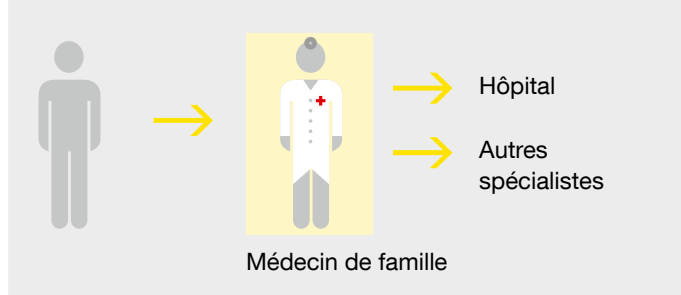 Hôpital
Autres
spécialistes
Médecin de famille